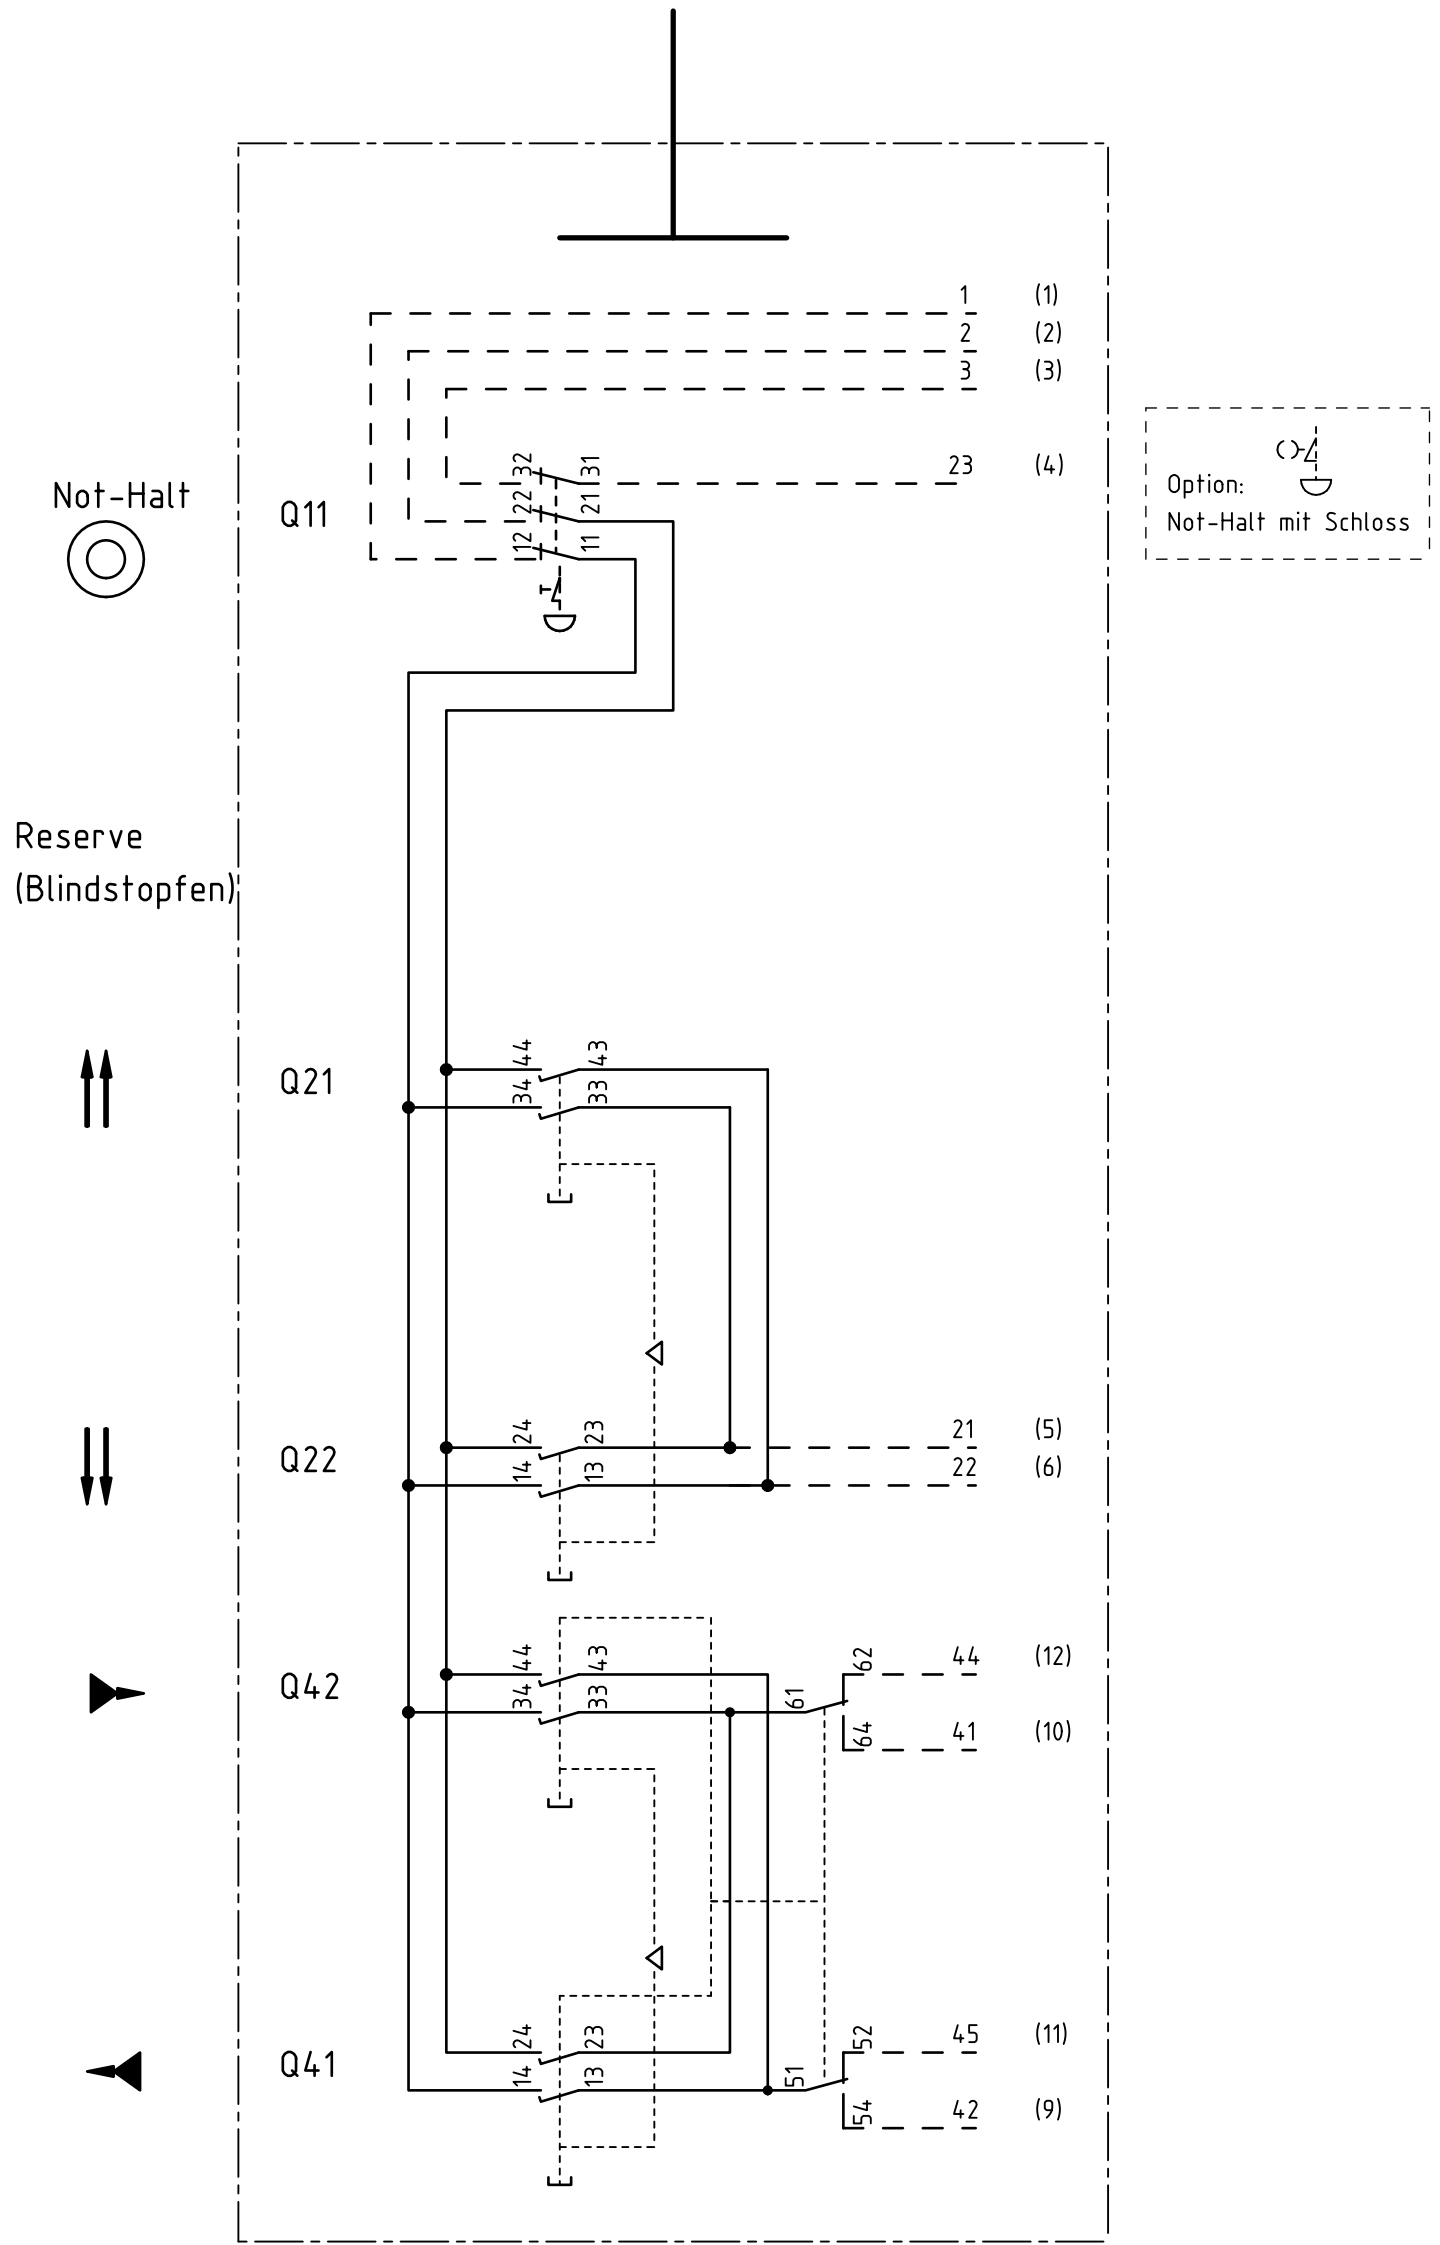 1 (1)
2 (2)
3 (3)
32 31 23 (4)
Not-Halt
Q11
22 21
12 11
Option:
Not-Halt mit Schloss
Reserve
(Blindstopfen)
44 43
Q21
34 33
24 23 21 (5)
Q22
14 13 22 (6)
44 43 62 44 (12)
Q42
34 33 61
64 41 (10)
24 23 52 45 (11)
Q41
14 13 51
54 42 (9)